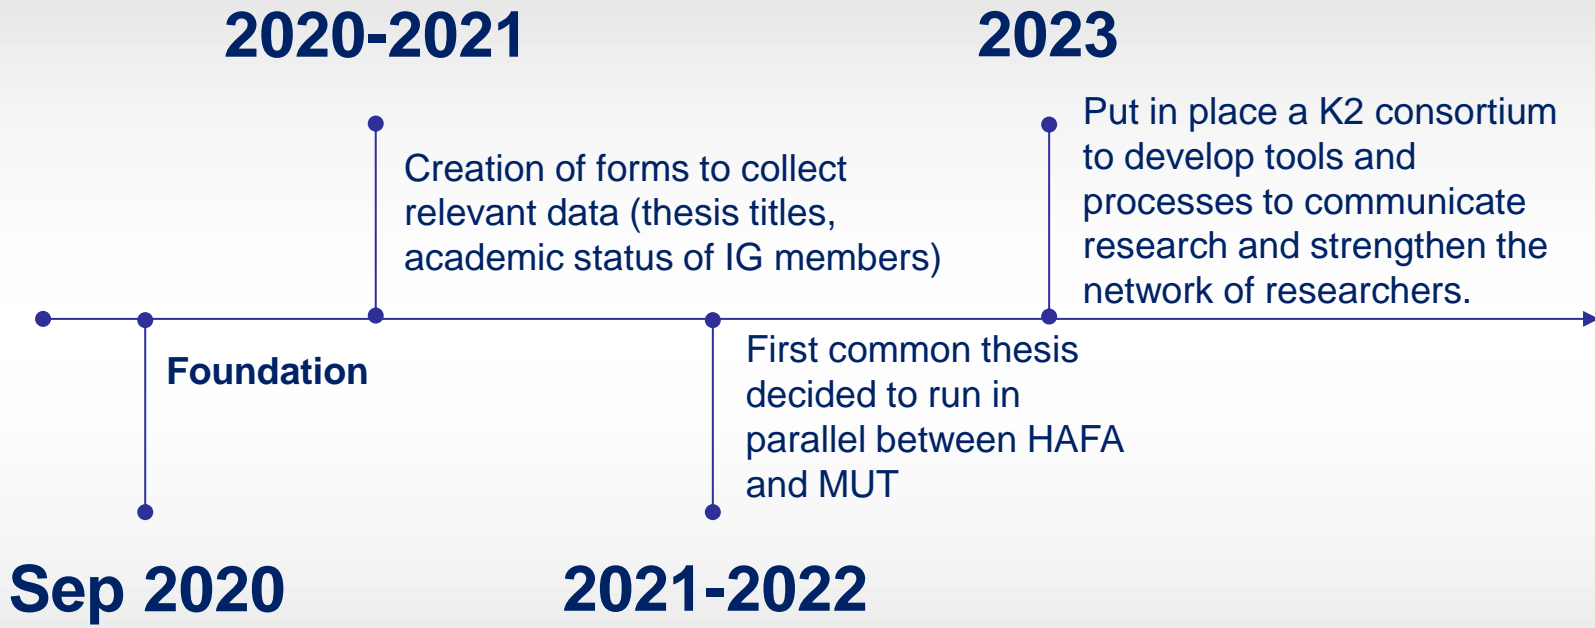 2020-2021
2023
Creation of forms to collect
relevant data (thesis titles,
academic status of IG members)
Put in place a K2 consortium
to develop tools and
processes to communicate
research and strengthen the
network of researchers.
Foundation
First common thesis
decided to run in
parallel between HAFA
and MUT
Sep 2020
2021-2022